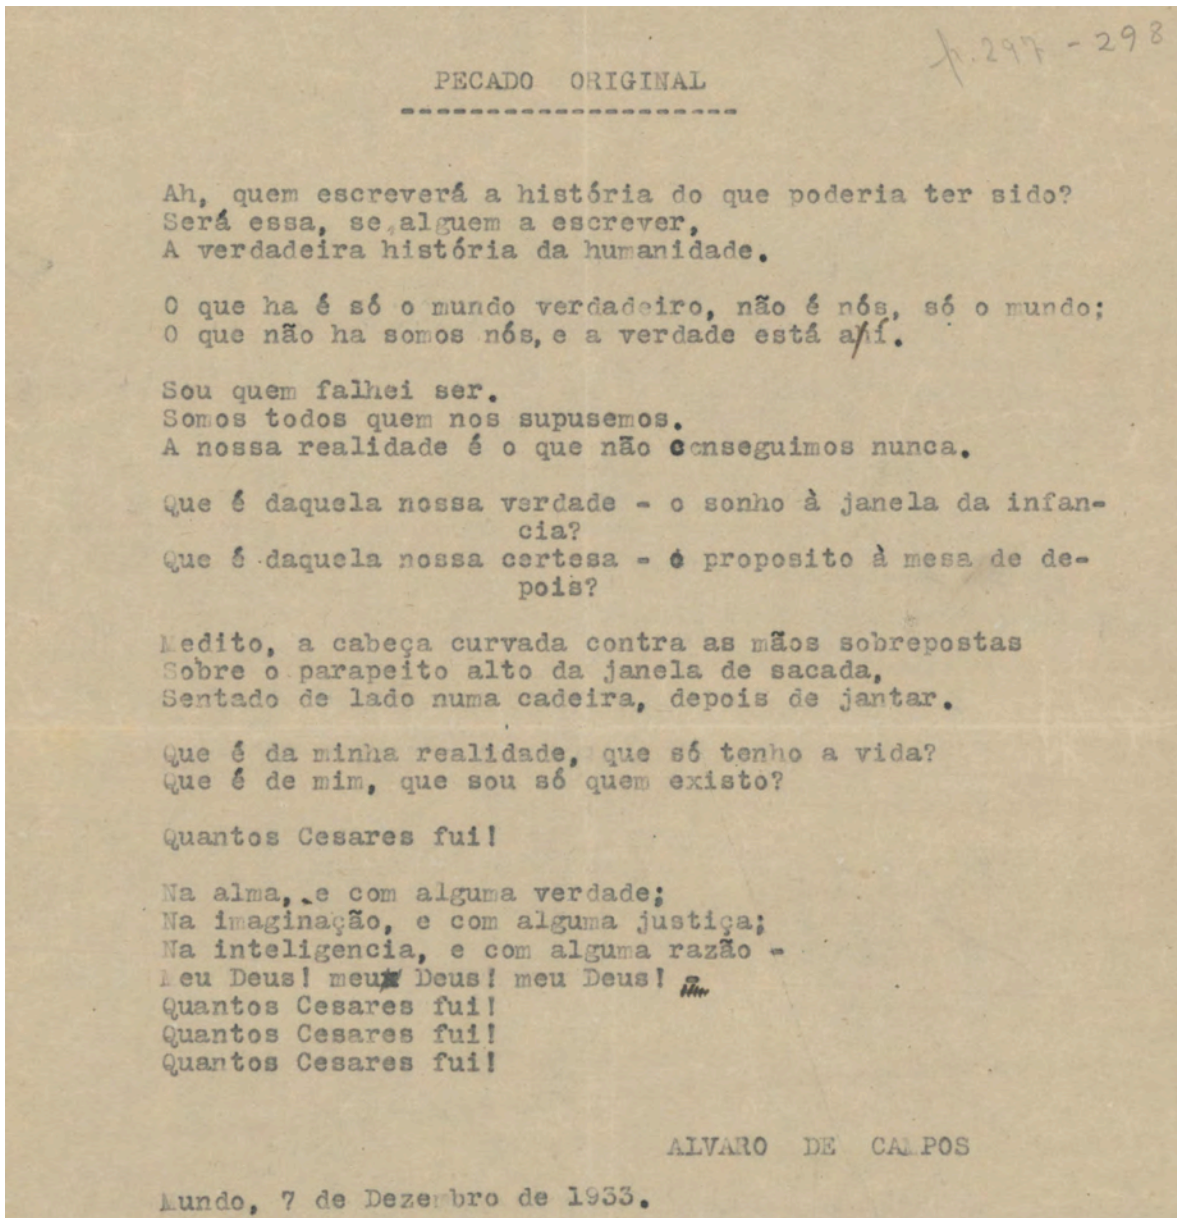 p. 297 - 298
PECADO ORIGINAL
--------------------
Ah, quem escreverá a história do que poderia ter sido?
Será essa, se alguem a escrever,
A verdadeira história da humanidade.
O que ha é só o mundo verdadeiro, não é nós, só o mundo;
O que não ha somos nós, e a verdade está aí.
Sou quem falhei ser.
Somos todos quem nos supusemos.
A nossa realidade é o que não conseguimos nunca.
Que é daquela nossa verdade - o sonho à janela da infan-
cia?
Que é daquela nossa certesa - o proposito à mesa de de-
pois?
Medito, a cabeça curvada contra as mãos sobrepostas
Sobre o parapeito alto da janela de sacada,
Sentado de lado numa cadeira, depois de jantar.
Que é da minha realidade, que só tenho a vida?
Que é de mim, que sou só quem existo?
Quantos Cesares fui!
Na alma, e com alguma verdade;
Na imaginação, e com alguma justiça;
Na inteligencia, e com alguma razão -
Meu Deus! meu Deus! meu Deus!
Quantos Cesares fui!
Quantos Cesares fui!
Quantos Cesares fui!
ALVARO DE CAMPOS
Mundo, 7 de Dezembro de 1933.